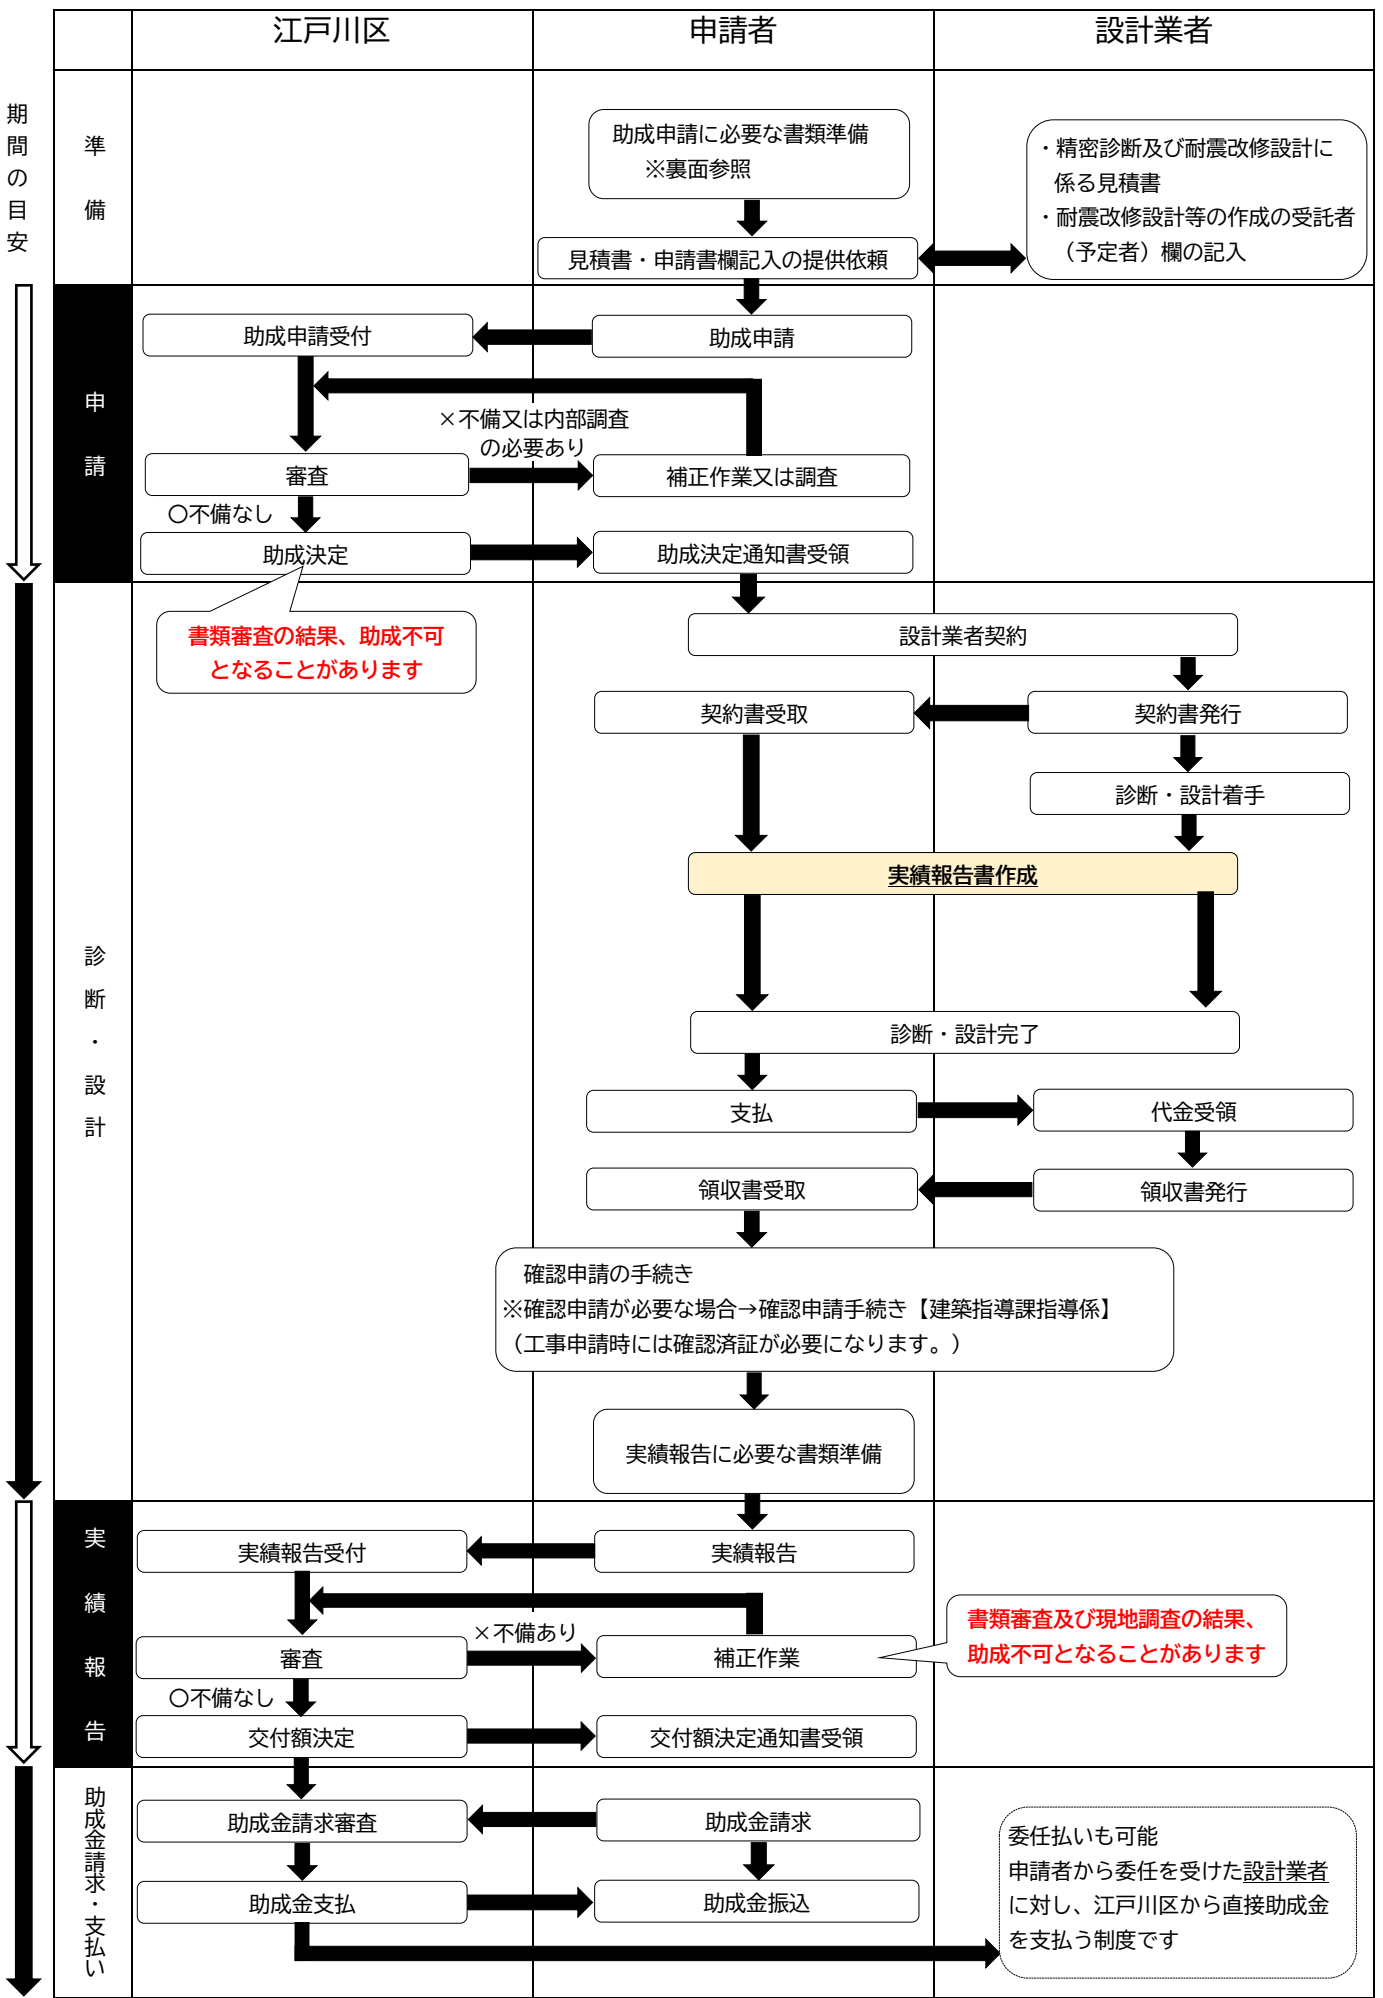 江戸川区
申請者
設計業者
期間の目安
準備
助成申請に必要な書類準備
※裏面参照
・精密診断及び耐震改修設計に
係る見積書
・耐震改修設計等の作成の受託者
（予定者）欄の記入
見積書・申請書欄記入の提供依頼
申請
助成申請受付
助成申請
×不備又は内部調査
の必要あり
審査
補正作業又は調査
〇不備なし
助成決定
助成決定通知書受領
書類審査の結果、助成不可
となることがあります
診断・設計
設計業者契約
契約書受取
契約書発行
診断・設計着手
実績報告書作成
診断・設計完了
支払
代金受領
領収書受取
領収書発行
確認申請の手続き
※確認申請が必要な場合→確認申請手続き【建築指導課指導係】
（工事申請時には確認済証が必要になります。）
実績報告に必要な書類準備
実績報告
実績報告受付
実績報告
×不備あり
審査
補正作業
書類審査及び現地調査の結果、
助成不可となることがあります
〇不備なし
交付額決定
交付額決定通知書受領
助成金請求・支払い
助成金請求審査
助成金請求
助成金支払
助成金振込
委任払いも可能
申請者から委任を受けた設計業者
に対し、江戸川区から直接助成金
を支払う制度です